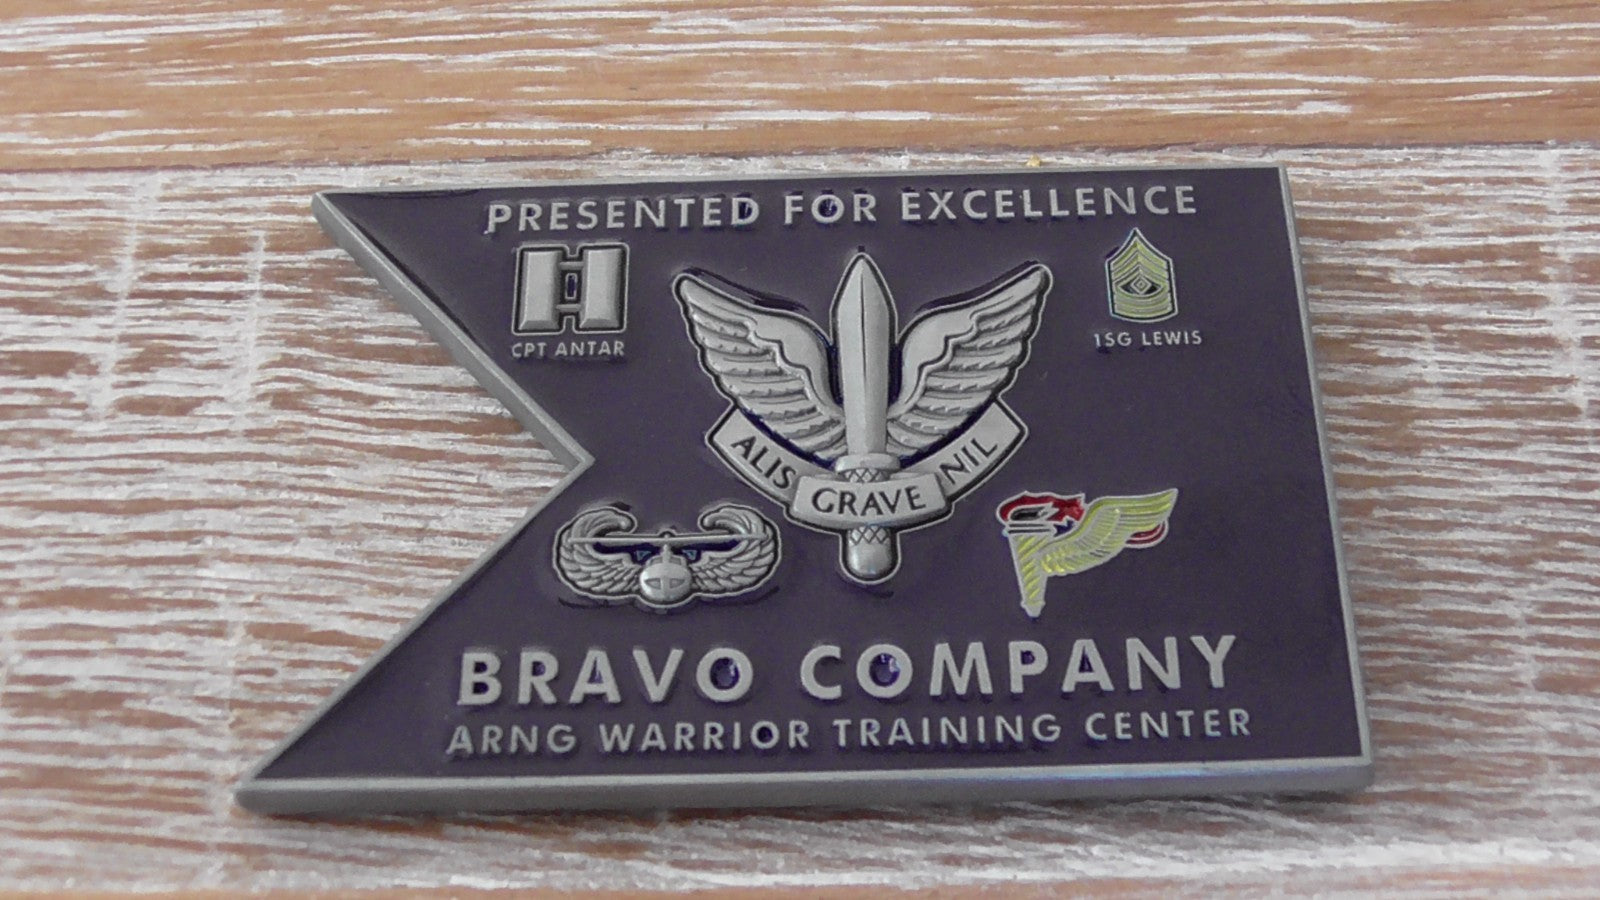 PRESENTED FOR EXCELLENCE
CPT ANTAR
1SG LEWIS
ALIS GRAVE NIL
BRAVO COMPANY
ARNG WARRIOR TRAINING CENTER